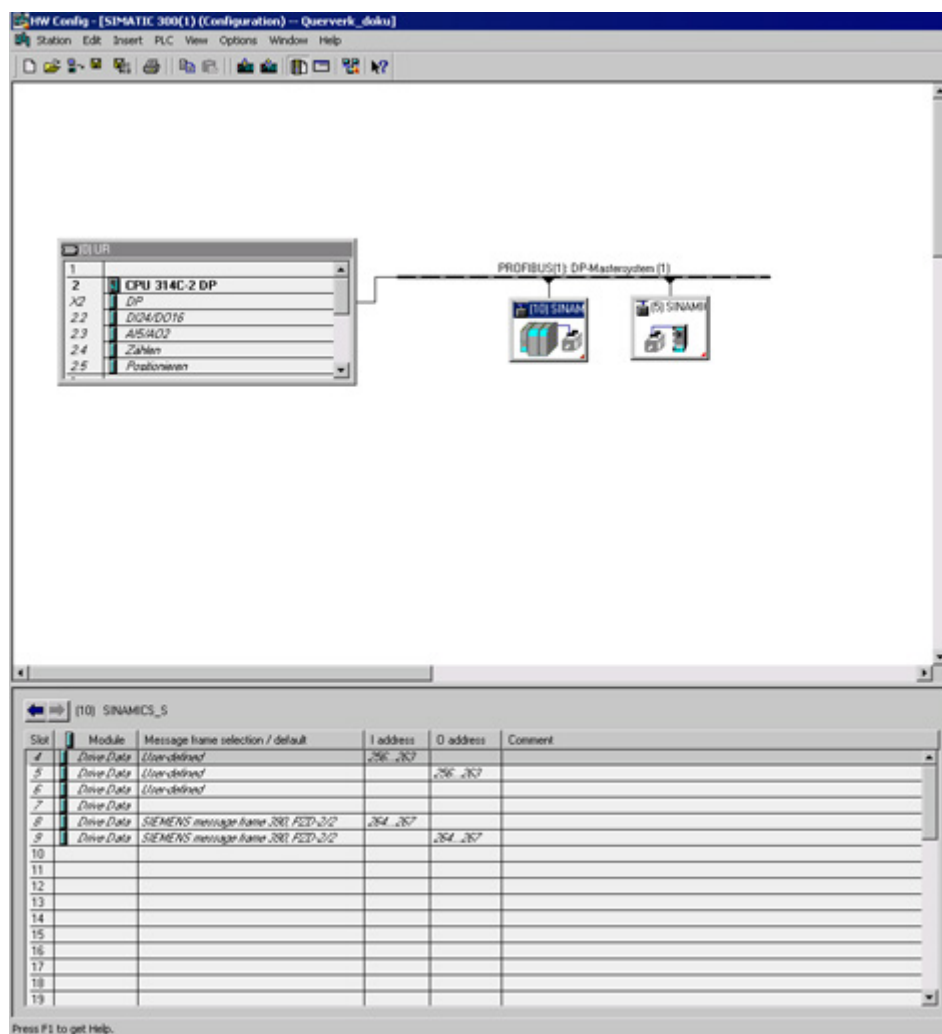 HW Config - [SIMATIC 300(1) (Configuration) -- Querverk_doku]
Station Edit Insert PLC View Options Window Help
(0) UR
1
2 CPU 314C-2 DP
X2 DP
2.2 DI24/DO16
2.3 AI5/AO2
2.4 Zählen
2.5 Positionieren
PROFIBUS(1): DP-Mastersystem (1)
(10) SINAM
(5) SINAMI
(10) SINAMICS_S
Slot Module Message frame selection / default I address O address Comment
4 Drive Data User-defined 256...263
5 Drive Data User-defined 256...263
6 Drive Data User-defined
7 Drive Data
8 Drive Data SIEMENS message frame 390, PZD-2/2 264...267
9 Drive Data SIEMENS message frame 390, PZD-2/2 264...267
10
11
12
13
14
15
16
17
18
19
Press F1 to get Help.